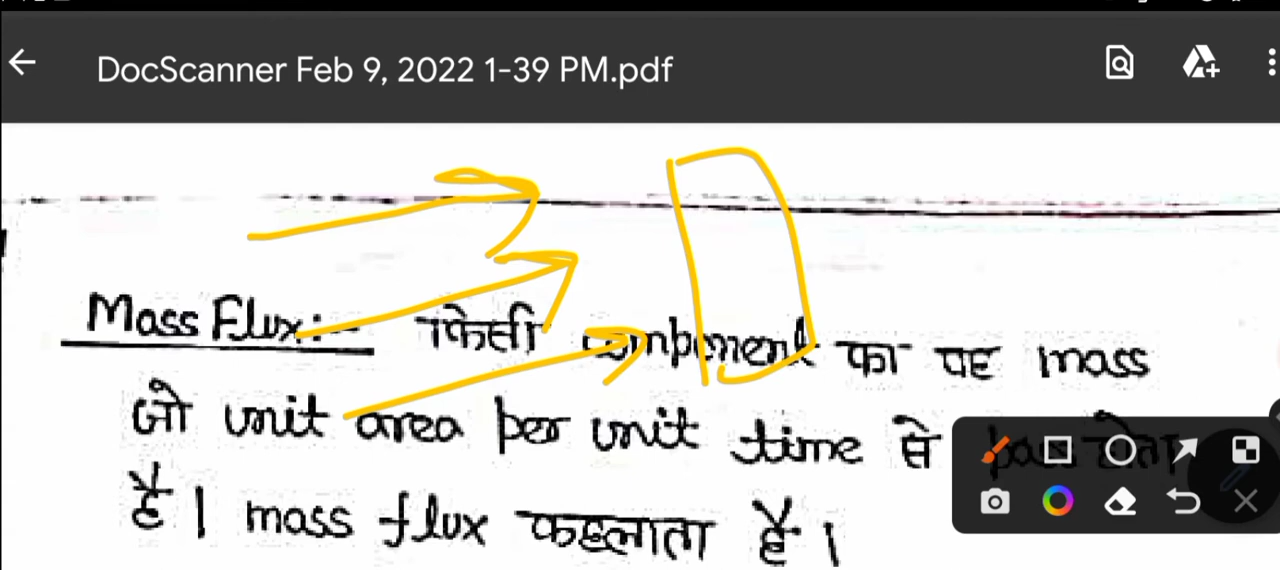 DocScanner Feb 9, 2022 1-39 PM.pdf
Mass Flux:- किसी component का वह mass
जो unit area per unit time से pass होता
है। mass flux कहलाता है।